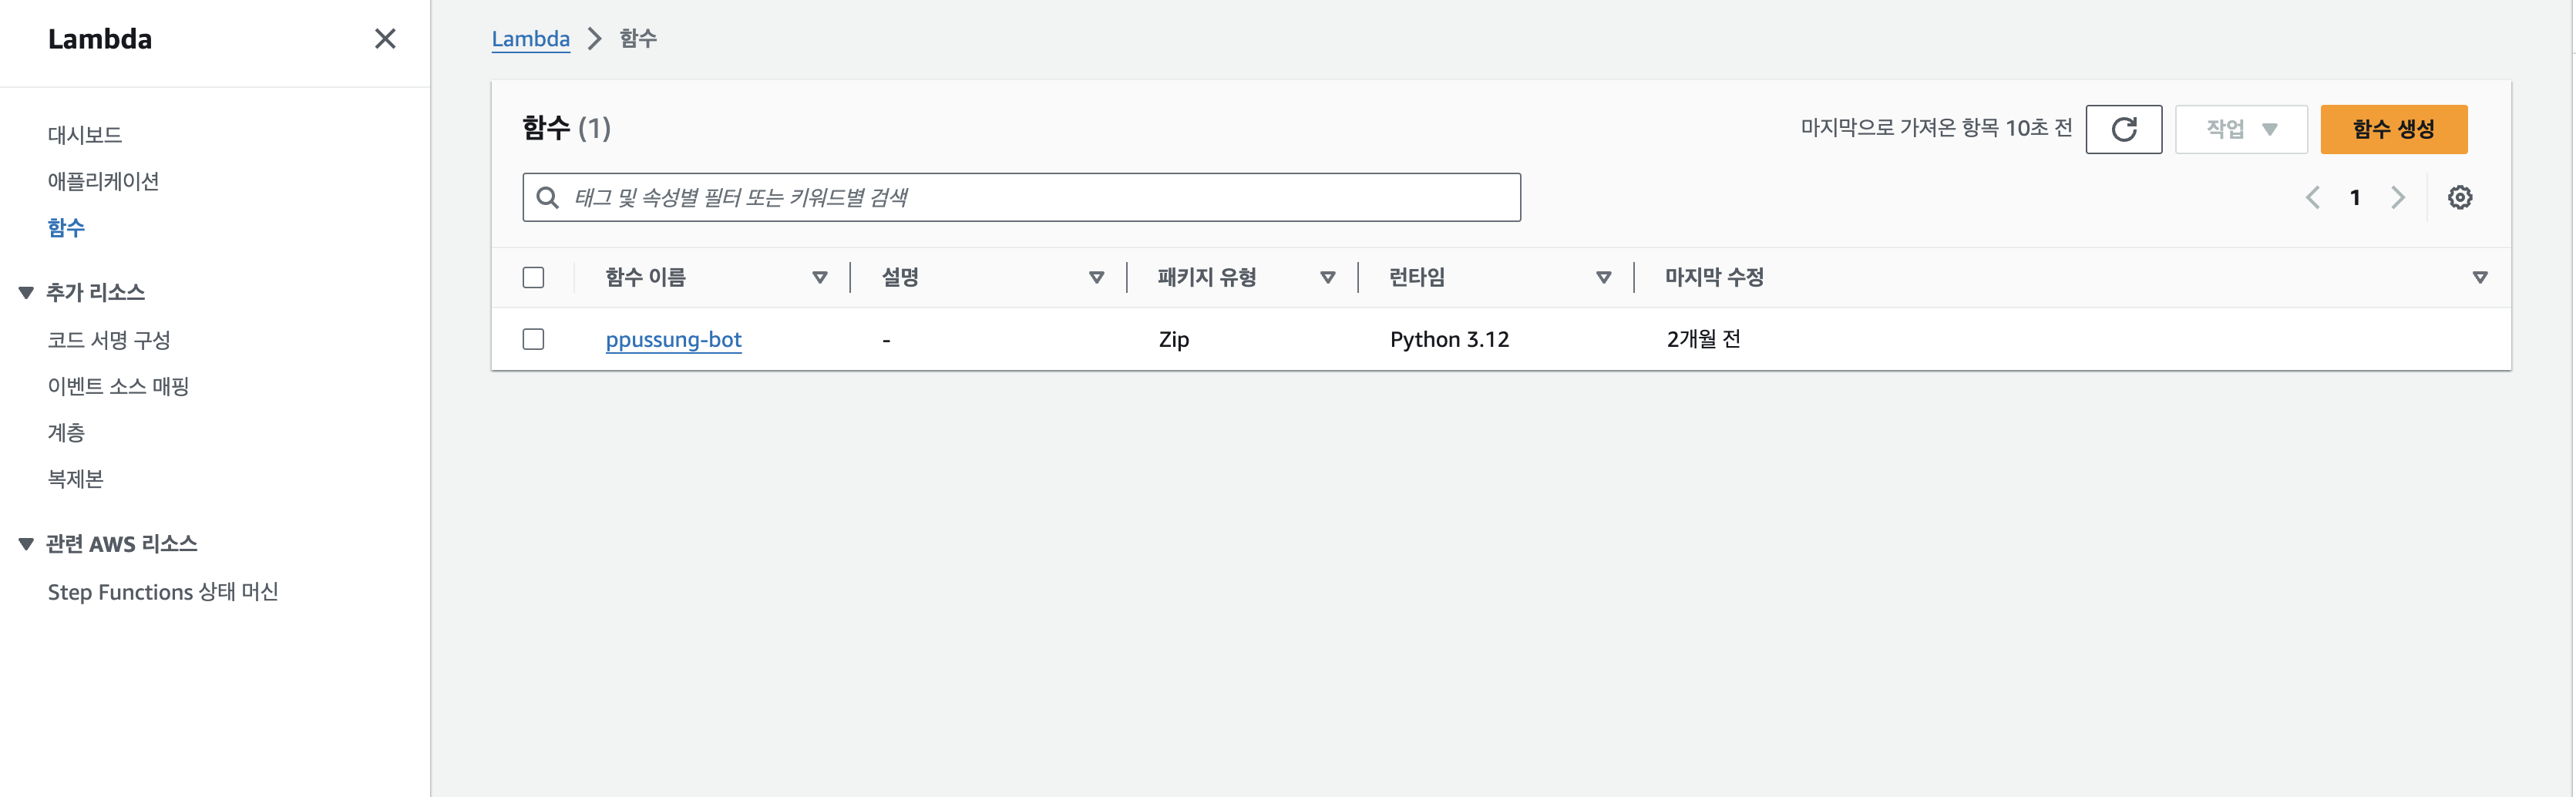 Lambda
대시보드
애플리케이션
함수
추가 리소스
코드 서명 구성
이벤트 소스 매핑
계층
복제본
관련 AWS 리소스
Step Functions 상태 머신
Lambda 함수
함수 (1)
마지막으로 가져온 항목 10초 전 작업 함수 생성
태그 및 속성별 필터 또는 키워드별 검색 1
함수 이름 설명 패키지 유형 런타임 마지막 수정
ppussung-bot - Zip Python 3.12 2개월 전